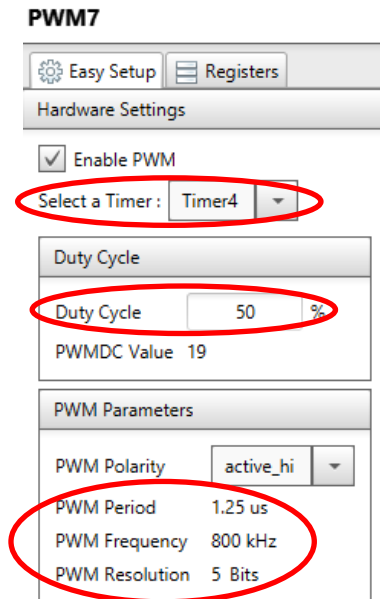 PWM7
Easy Setup Registers
Hardware Settings
Enable PWM
Select a Timer : Timer4
Duty Cycle
Duty Cycle 50 %
PWMDC Value 19
PWM Parameters
PWM Polarity active_hi
PWM Period 1.25 us
PWM Frequency 800 kHz
PWM Resolution 5 Bits